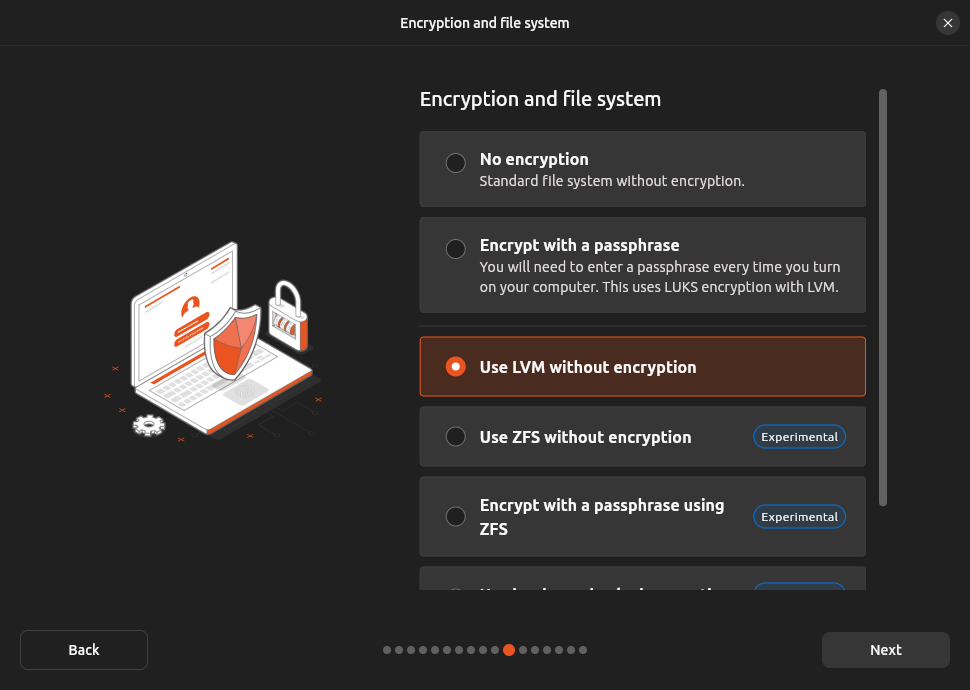 Encryption and file system
Encryption and file system
No encryption
Standard file system without encryption.
Encrypt with a passphrase
You will need to enter a passphrase every time you turn
on your computer. This uses LUKS encryption with LVM.
Use LVM without encryption
Use ZFS without encryption
Experimental
Encrypt with a passphrase using
ZFS
Experimental
Back
Next